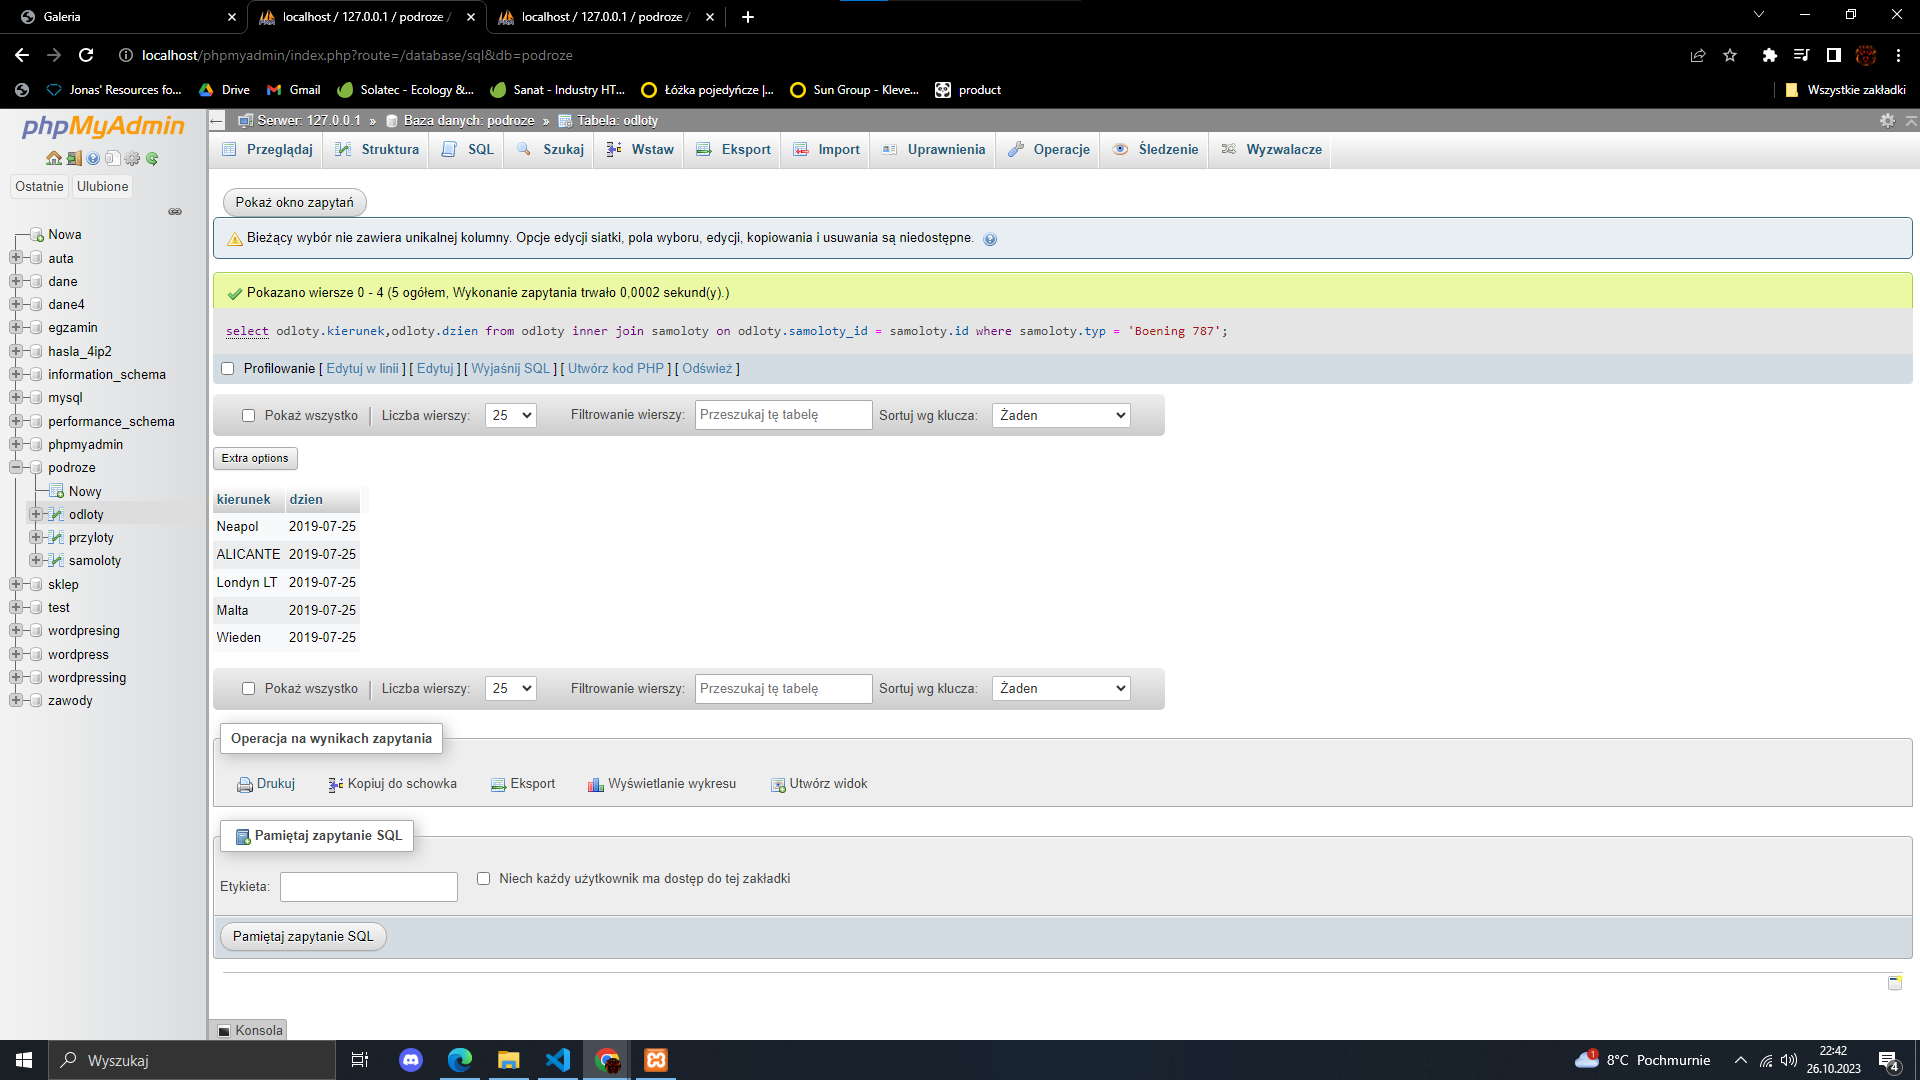 Galeria
localhost / 127.0.0.1 / podroze /
localhost / 127.0.0.1 / podroze /
localhost/phpmyadmin/index.php?route=/database/sql&db=podroze
Jonas' Resources fo...
Drive
Gmail
Solatec - Ecology &...
Sanat - Industry HT...
Łóżka pojedyńcze |...
Sun Group - Kleve...
product
Wszystkie zakładki
phpMyAdmin
Ostatnie
Ulubione
Nowa
auta
dane
dane4
egzamin
hasla_4ip2
information_schema
mysql
performance_schema
phpmyadmin
podroze
Nowy
odloty
przyloty
samoloty
sklep
test
wordpresing
wordpress
wordpressing
zawody
Serwer: 127.0.0.1 » Baza danych: podroze » Tabela: odloty
Przeglądaj
Struktura
SQL
Szukaj
Wstaw
Eksport
Import
Uprawnienia
Operacje
Śledzenie
Wyzwalacze
Pokaż okno zapytań
Bieżący wybór nie zawiera unikalnej kolumny. Opcje edycji siatki, pola wyboru, edycji, kopiowania i usuwania są niedostępne.
Pokazano wiersze 0 - 4 (5 ogółem, Wykonanie zapytania trwało 0,0002 sekund(y).)
select odloty.kierunek,odloty.dzien from odloty inner join samoloty on odloty.samoloty_id = samoloty.id where samoloty.typ = 'Boening 787';
Profilowanie [ Edytuj w linii ] [ Edytuj ] [ Wyjaśnij SQL ] [ Utwórz kod PHP ] [ Odśwież ]
Pokaż wszystko
Liczba wierszy:
25
Filtrowanie wierszy:
Przeszukaj tę tabelę
Sortuj wg klucza:
Żaden
Extra options
kierunek dzien
Neapol 2019-07-25
ALICANTE 2019-07-25
Londyn LT 2019-07-25
Malta 2019-07-25
Wieden 2019-07-25
Pokaż wszystko
Liczba wierszy:
25
Filtrowanie wierszy:
Przeszukaj tę tabelę
Sortuj wg klucza:
Żaden
Operacja na wynikach zapytania
Drukuj
Kopiuj do schowka
Eksport
Wyświetlanie wykresu
Utwórz widok
Pamiętaj zapytanie SQL
Etykieta:
Niech każdy użytkownik ma dostęp do tej zakładki
Pamiętaj zapytanie SQL
Konsola
Wyszukaj
1
8°C Pochmurnie
22:42
26.10.2023
4